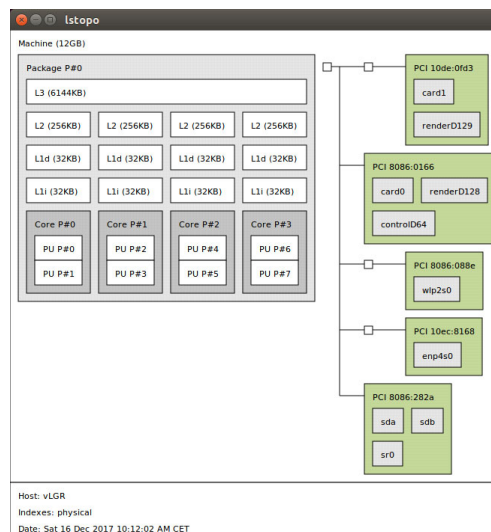 lstopo
Machine (12GB)
Package P#0
L3 (6144KB)
L2 (256KB) L2 (256KB) L2 (256KB) L2 (256KB)
L1d (32KB) L1d (32KB) L1d (32KB) L1d (32KB)
L1i (32KB) L1i (32KB) L1i (32KB) L1i (32KB)
Core P#0 Core P#1 Core P#2 Core P#3
PU P#0 PU P#2 PU P#4 PU P#6
PU P#1 PU P#3 PU P#5 PU P#7
PCI 10de:0fd3
card1
renderD129
PCI 8086:0166
card0 renderD128
controlD64
PCI 8086:088e
wlp2s0
PCI 10ec:8168
enp4s0
PCI 8086:282a
sda sdb
sr0
Host: vLGR
Indexes: physical
Date: Sat 16 Dec 2017 10:12:02 AM CET